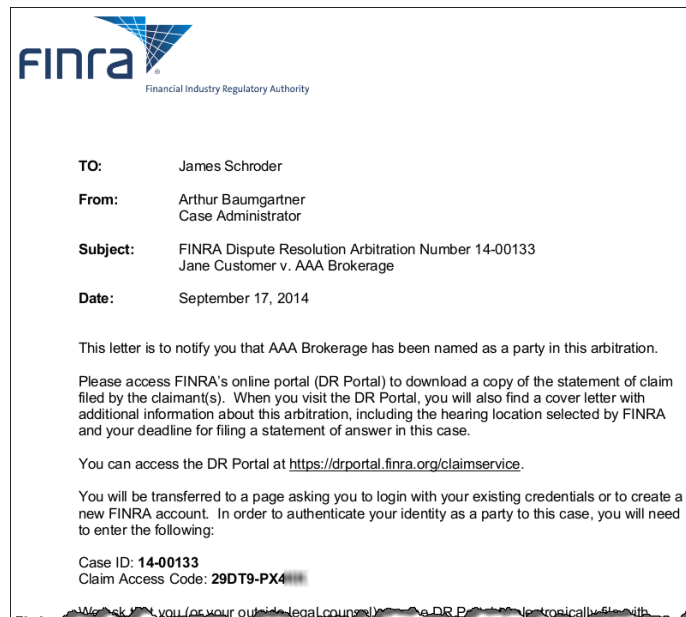 FINra
Financial Industry Regulatory Authority
TO: James Schroder
From: Arthur Baumgartner
Case Administrator
Subject: FINRA Dispute Resolution Arbitration Number 14-00133
Jane Customer v. AAA Brokerage
Date: September 17, 2014
This letter is to notify you that AAA Brokerage has been named as a party in this arbitration.
Please access FINRA's online portal (DR Portal) to download a copy of the statement of claim
filed by the claimant(s).  When you visit the DR Portal, you will also find a cover letter with
additional information about this arbitration, including the hearing location selected by FINRA
and your deadline for filing a statement of answer in this case.
You can access the DR Portal at https://drportal.finra.org/claimservice.
You will be transferred to a page asking you to login with your existing credentials or to create a
new FINRA account.  In order to authenticate your identity as a party to this case, you will need
to enter the following:
Case ID: 14-00133
Claim Access Code: 29DT9-PX4
you (or your outside legal counsel)